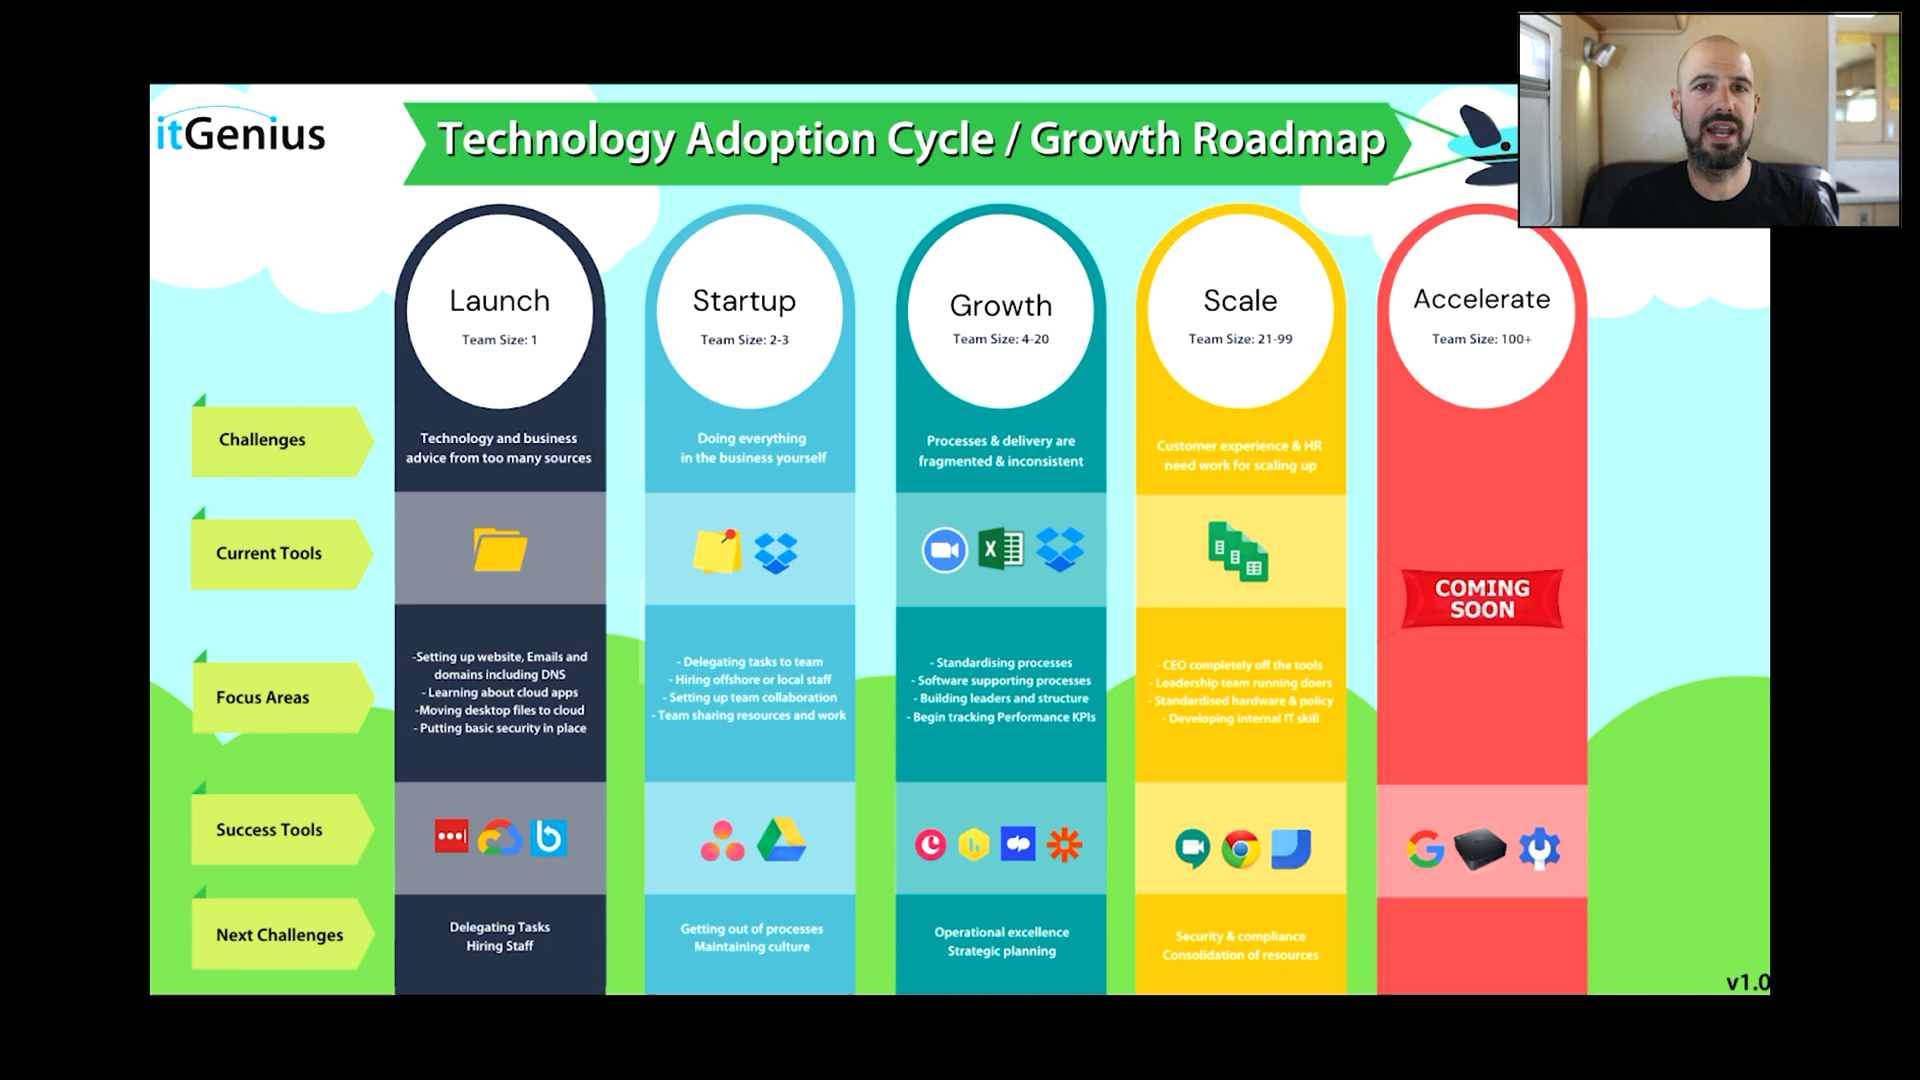 itGenius
Technology Adoption Cycle / Growth Roadmap
Launch
Team Size: 1
Startup
Team Size: 2-3
Growth
Team Size: 4-20
Scale
Team Size: 21-99
Accelerate
Team Size: 100+
Challenges
Technology and business
advice from too many sources
Doing everything
in the business yourself
Processes & delivery are
fragmented & inconsistent
Customer experience & HR
need work for scaling up
Current Tools
X
COMING
SOON
Focus Areas
-Setting up website, Emails and
domains including DNS
- Learning about cloud apps
-Moving desktop files to cloud
- Putting basic security in place
- Delegating tasks to team
- Hiring offshore or local staff
- Setting up team collaboration
- Team sharing resources and work
- Standardising processes
- Software supporting processes
- Building leaders and structure
- Begin tracking Performance KPIs
- CEO completely off the tools
- Leadership team running doers
- Standardised hardware & policy
- Developing internal IT skill
Success Tools
Next Challenges
Delegating Tasks
Hiring Staff
Getting out of processes
Maintaining culture
Operational excellence
Strategic planning
Security & compliance
Consolidation of resources
v1.0